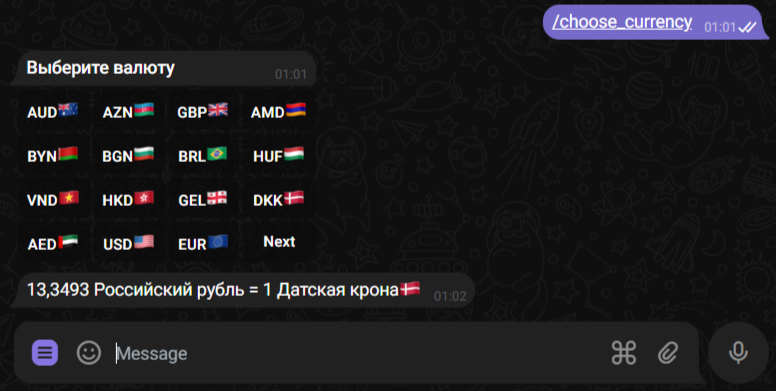 /choose_currency 01:01
Выберите валюту 01:01
AUD🇦🇺 AZN🇦🇿 GBP🇬🇧 AMD🇦🇲
BYN🇧🇾 BGN🇧🇬 BRL🇧🇷 HUF🇭🇺
VND🇻🇳 HKD🇭🇰 GEL🇬🇪 DKK🇩🇰
AED🇦🇪 USD🇺🇸 EUR🇪🇺 Next
13,3493 Российский рубль = 1 Датская крона🇩🇰 01:02
Message